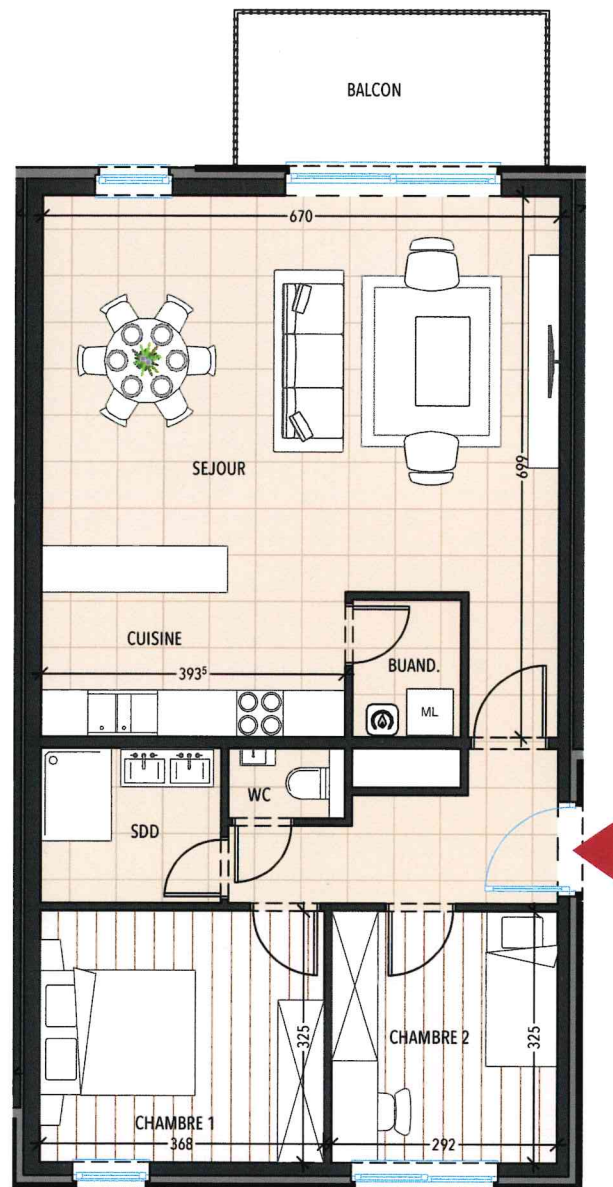 BALCON
670
SEJOUR
699
CUISINE
393⁵
BUAND.
ML
WC
SDD
325
325
CHAMBRE 2
CHAMBRE 1
368
292